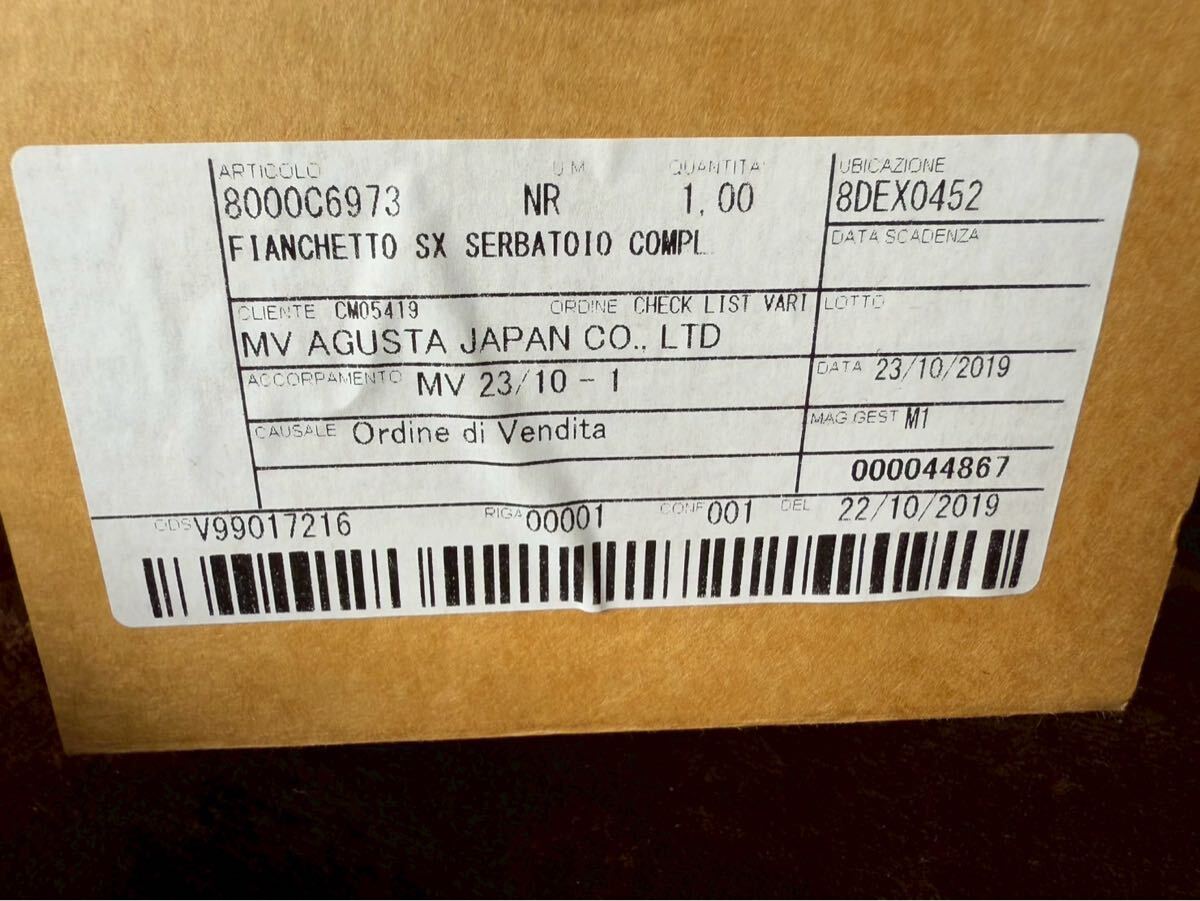 ARTICOLO U.M. QUANTITA' UBICAZIONE
8000C6973 NR 1,00 8DEX0452
FIANCHETTO SX SERBATOIO COMPL. DATA SCADENZA
CLIENTE CM05419 ORDINE CHECK LIST VARI LOTTO
MV AGUSTA JAPAN CO., LTD
ACCORPAMENTO MV 23/10 - 1 DATA 23/10/2019
CAUSALE Ordine di Vendita MAG.GEST M1
000044867
ODS V99017216 RIGA 00001 CONF 001 DEL 22/10/2019